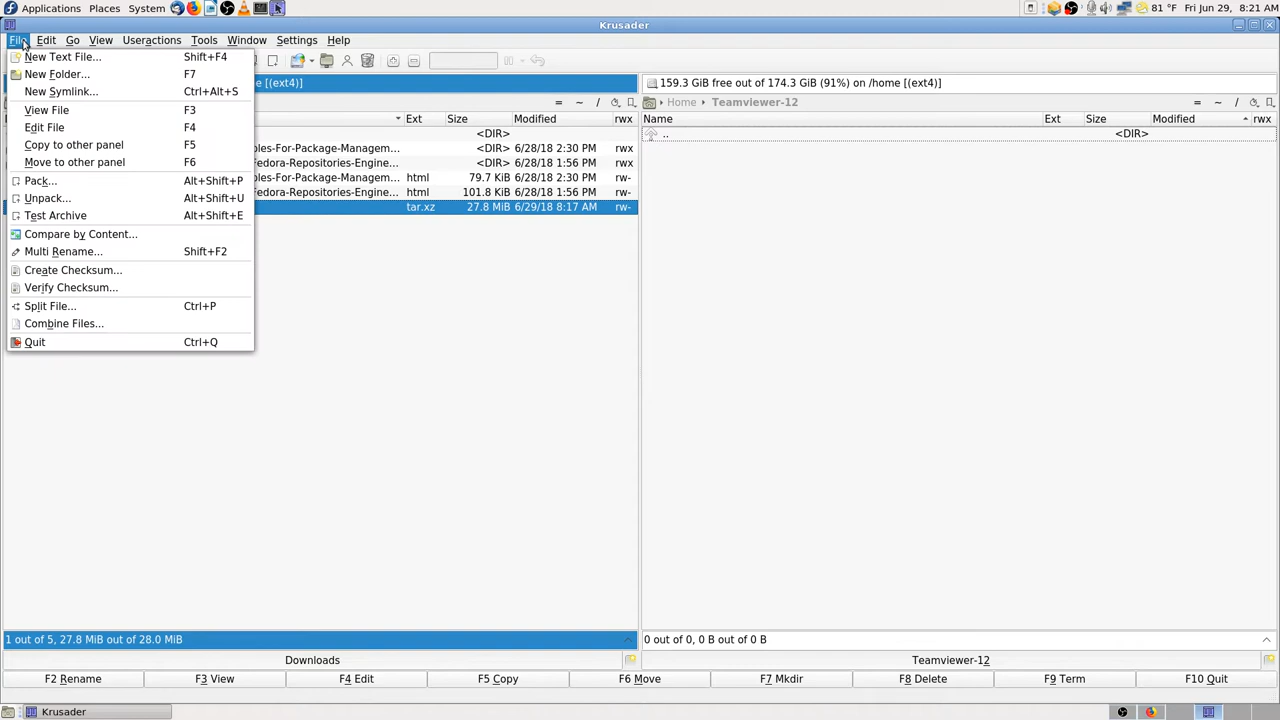 Applications Places System 81 °F Fri Jun 29, 8:21 AM
Krusader
File Edit Go View Useractions Tools Window Settings Help
New Text File... Shift+F4
New Folder... F7
New Symlink... Ctrl+Alt+S
View File F3
Edit File F4
Copy to other panel F5
Move to other panel F6
Pack... Alt+Shift+P
Unpack... Alt+Shift+U
Test Archive Alt+Shift+E
Compare by Content...
Multi Rename... Shift+F2
Create Checksum...
Verify Checksum...
Split File... Ctrl+P
Combine Files...
Quit Ctrl+Q
e [(ext4)]
= ~ /
Ext Size Modified rwx
<DIR>
les-For-Package-Managem... <DIR> 6/28/18 2:30 PM rwx
Fedora-Repositories-Engine... <DIR> 6/28/18 1:56 PM rwx
les-For-Package-Managem... html 79.7 KiB 6/28/18 2:30 PM rw-
Fedora-Repositories-Engine... html 101.8 KiB 6/28/18 1:56 PM rw-
tar.xz 27.8 MiB 6/29/18 8:17 AM rw-
159.3 GiB free out of 174.3 GiB (91%) on /home [(ext4)]
Home > Teamviewer-12 = ~ /
Name Ext Size Modified rwx
.. <DIR>
1 out of 5, 27.8 MiB out of 28.0 MiB
0 out of 0, 0 B out of 0 B
Downloads
Teamviewer-12
F2 Rename F3 View F4 Edit F5 Copy F6 Move F7 Mkdir F8 Delete F9 Term F10 Quit
Krusader